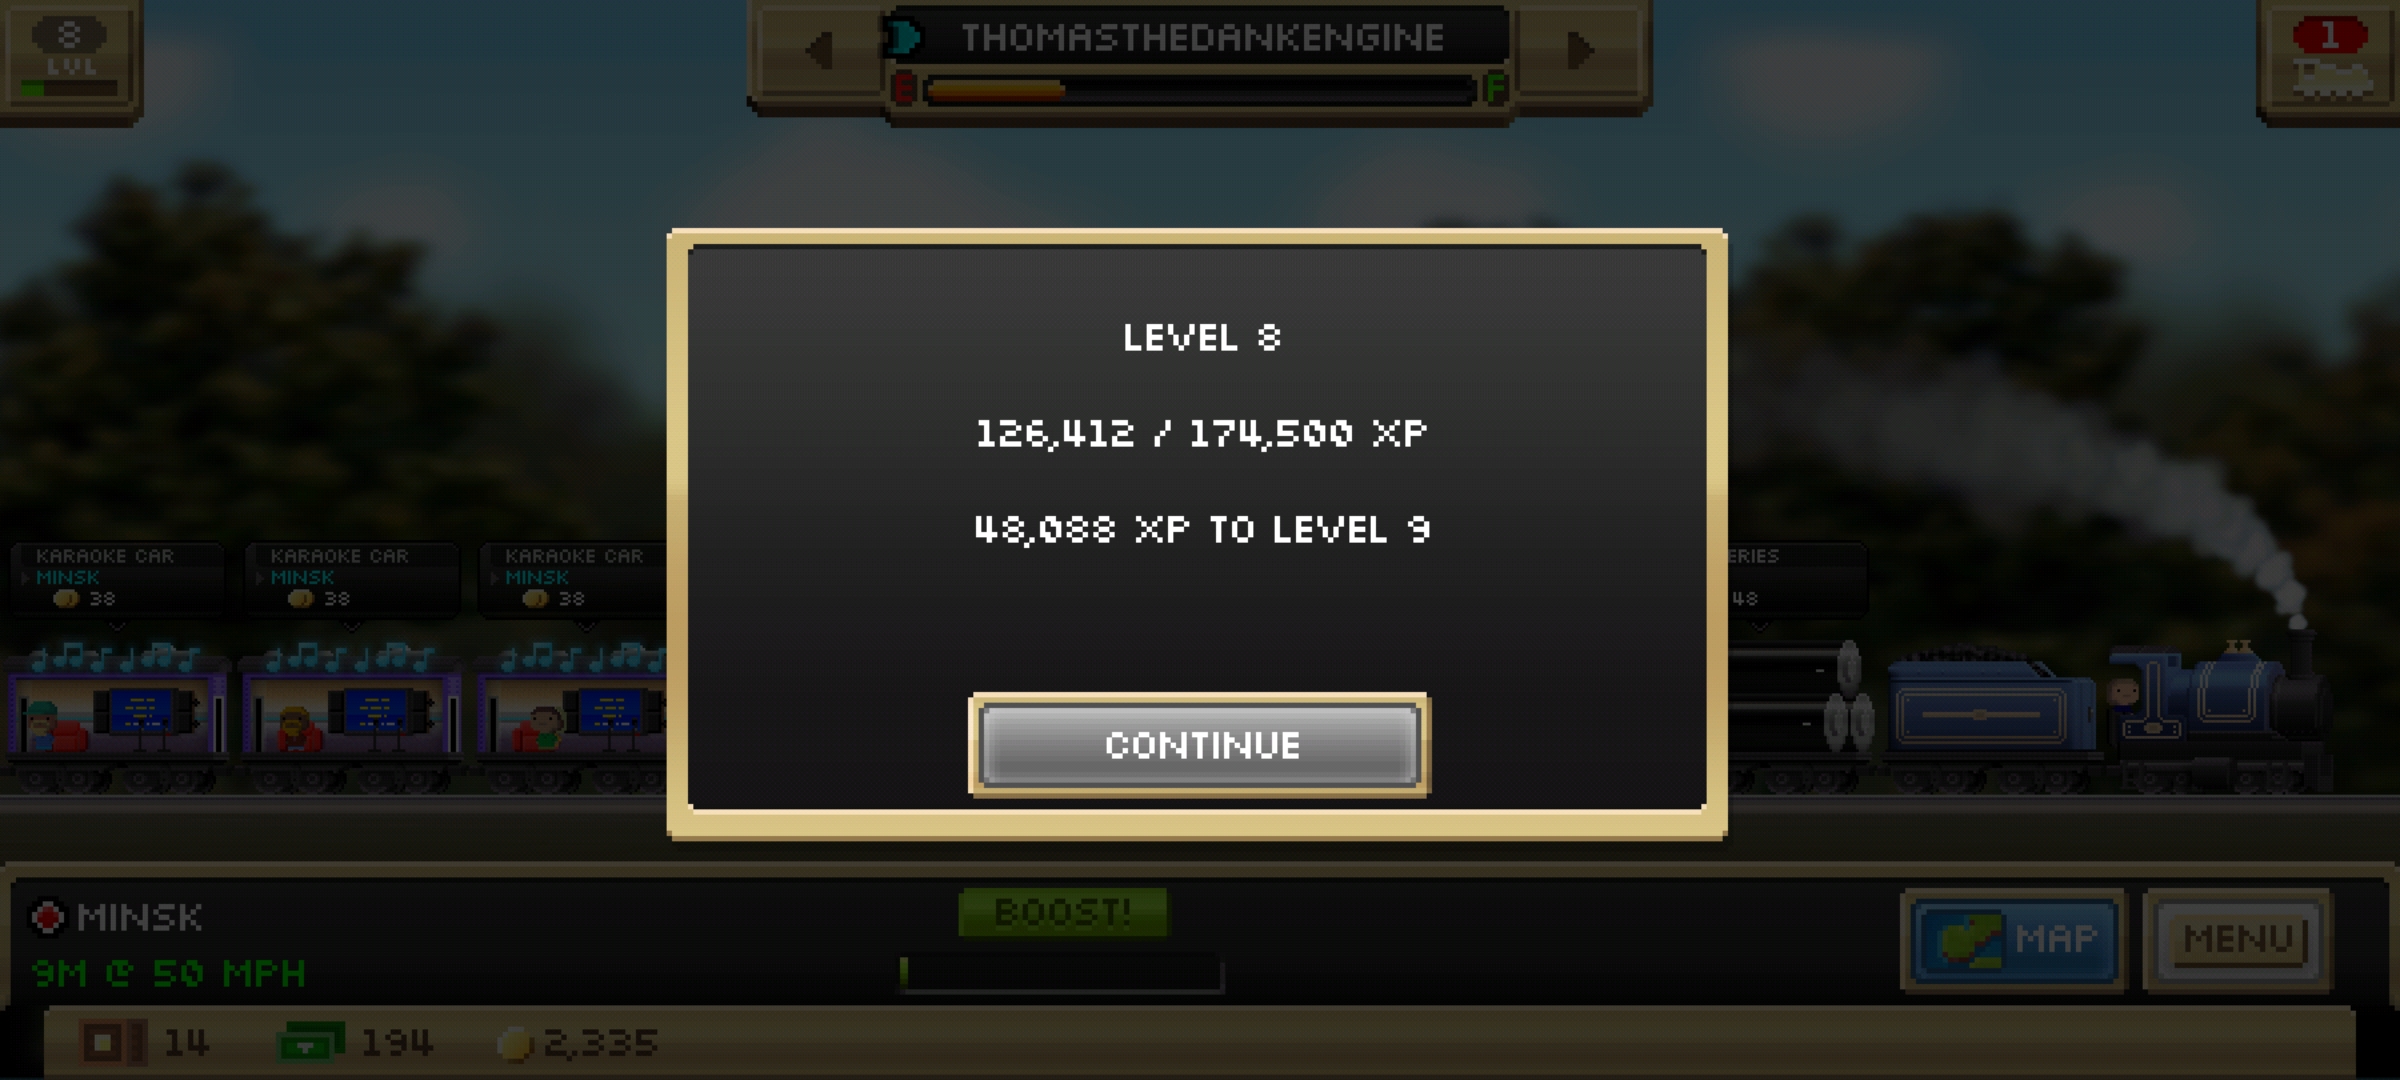 8
LVL
THOMASTHEDANKENGINE
E F
1
LEVEL 8
126,412 / 174,500 XP
48,088 XP TO LEVEL 9
CONTINUE
KARAOKE CAR
MINSK
38
KARAOKE CAR
MINSK
38
KARAOKE CAR
MINSK
38
ERIES
48
MINSK
9M @ 50 MPH
BOOST!
MAP
MENU
14
194
2,335